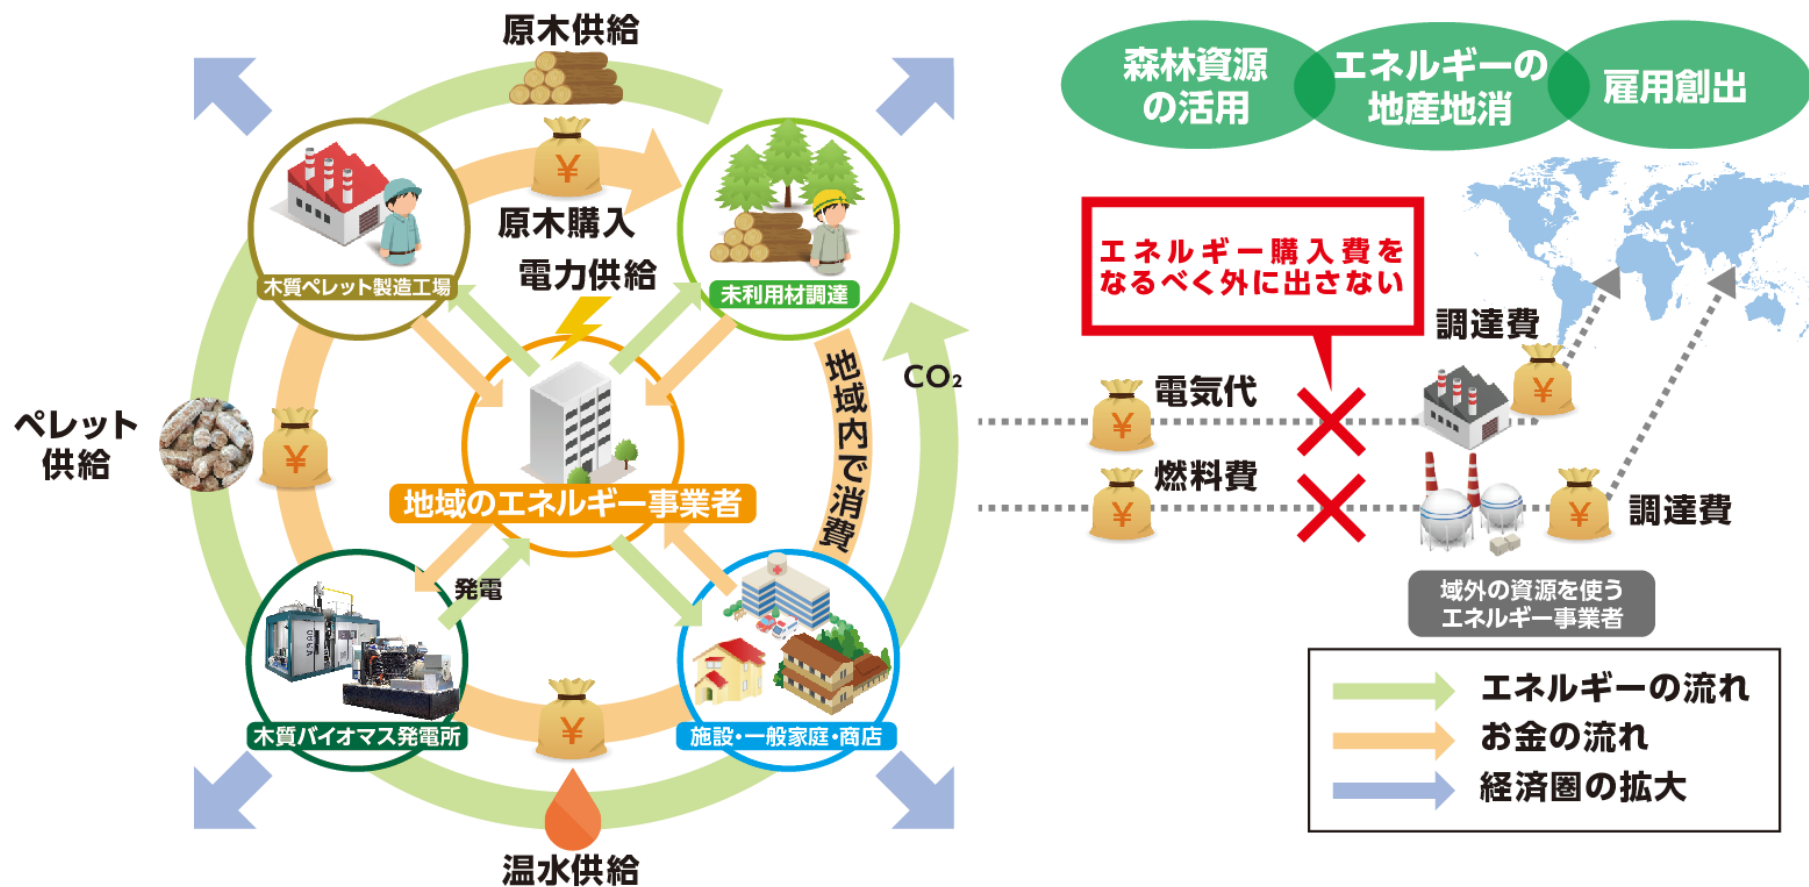 原木供給
原木購入
電力供給
木質ペレット製造工場
未利用材調達
CO₂
地域内で消費
ペレット
供給
地域のエネルギー事業者
発電
木質バイオマス発電所
施設・一般家庭・商店
温水供給
森林資源
の活用
エネルギーの
地産地消
雇用創出
エネルギー購入費を
なるべく外に出さない
調達費
電気代
燃料費
調達費
域外の資源を使う
エネルギー事業者
エネルギーの流れ
お金の流れ
経済圏の拡大
¥
¥
¥
¥
¥
¥
¥